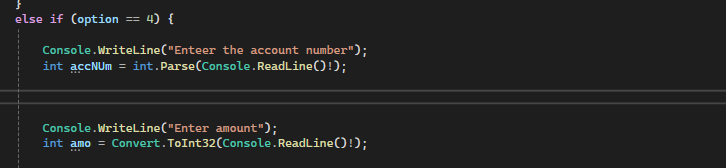 }
else if (option == 4) {
Console.WriteLine("Enteer the account number");
int accNUm = int.Parse(Console.ReadLine()!);
Console.WriteLine("Enter amount");
int amo = Convert.ToInt32(Console.ReadLine()!);